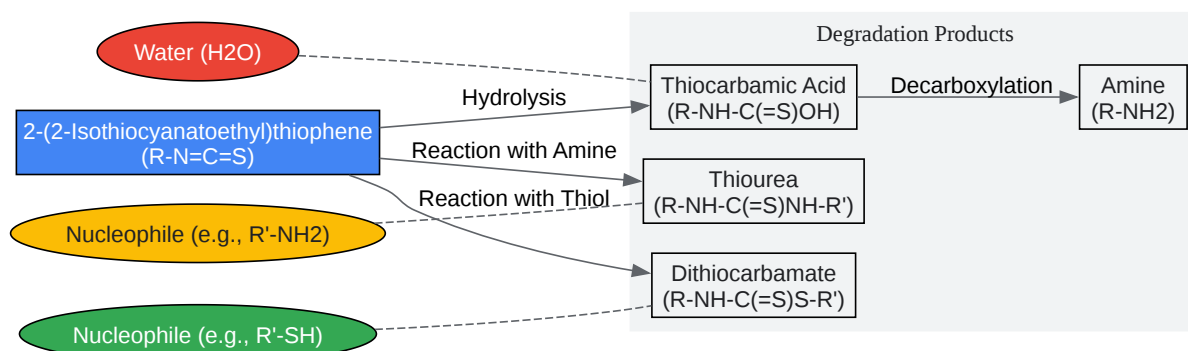 Degradation Products
Water (H2O)
Thiocarbamic Acid
(R-NH-C(=S)OH)
Decarboxylation
Amine
(R-NH2)
Hydrolysis
2-(2-Isothiocyanatoethyl)thiophene
(R-N=C=S)
Reaction with Amine
Thiourea
(R-NH-C(=S)NH-R')
Reaction with Thiol
Nucleophile (e.g., R'-NH2)
Dithiocarbamate
(R-NH-C(=S)S-R')
Nucleophile (e.g., R'-SH)